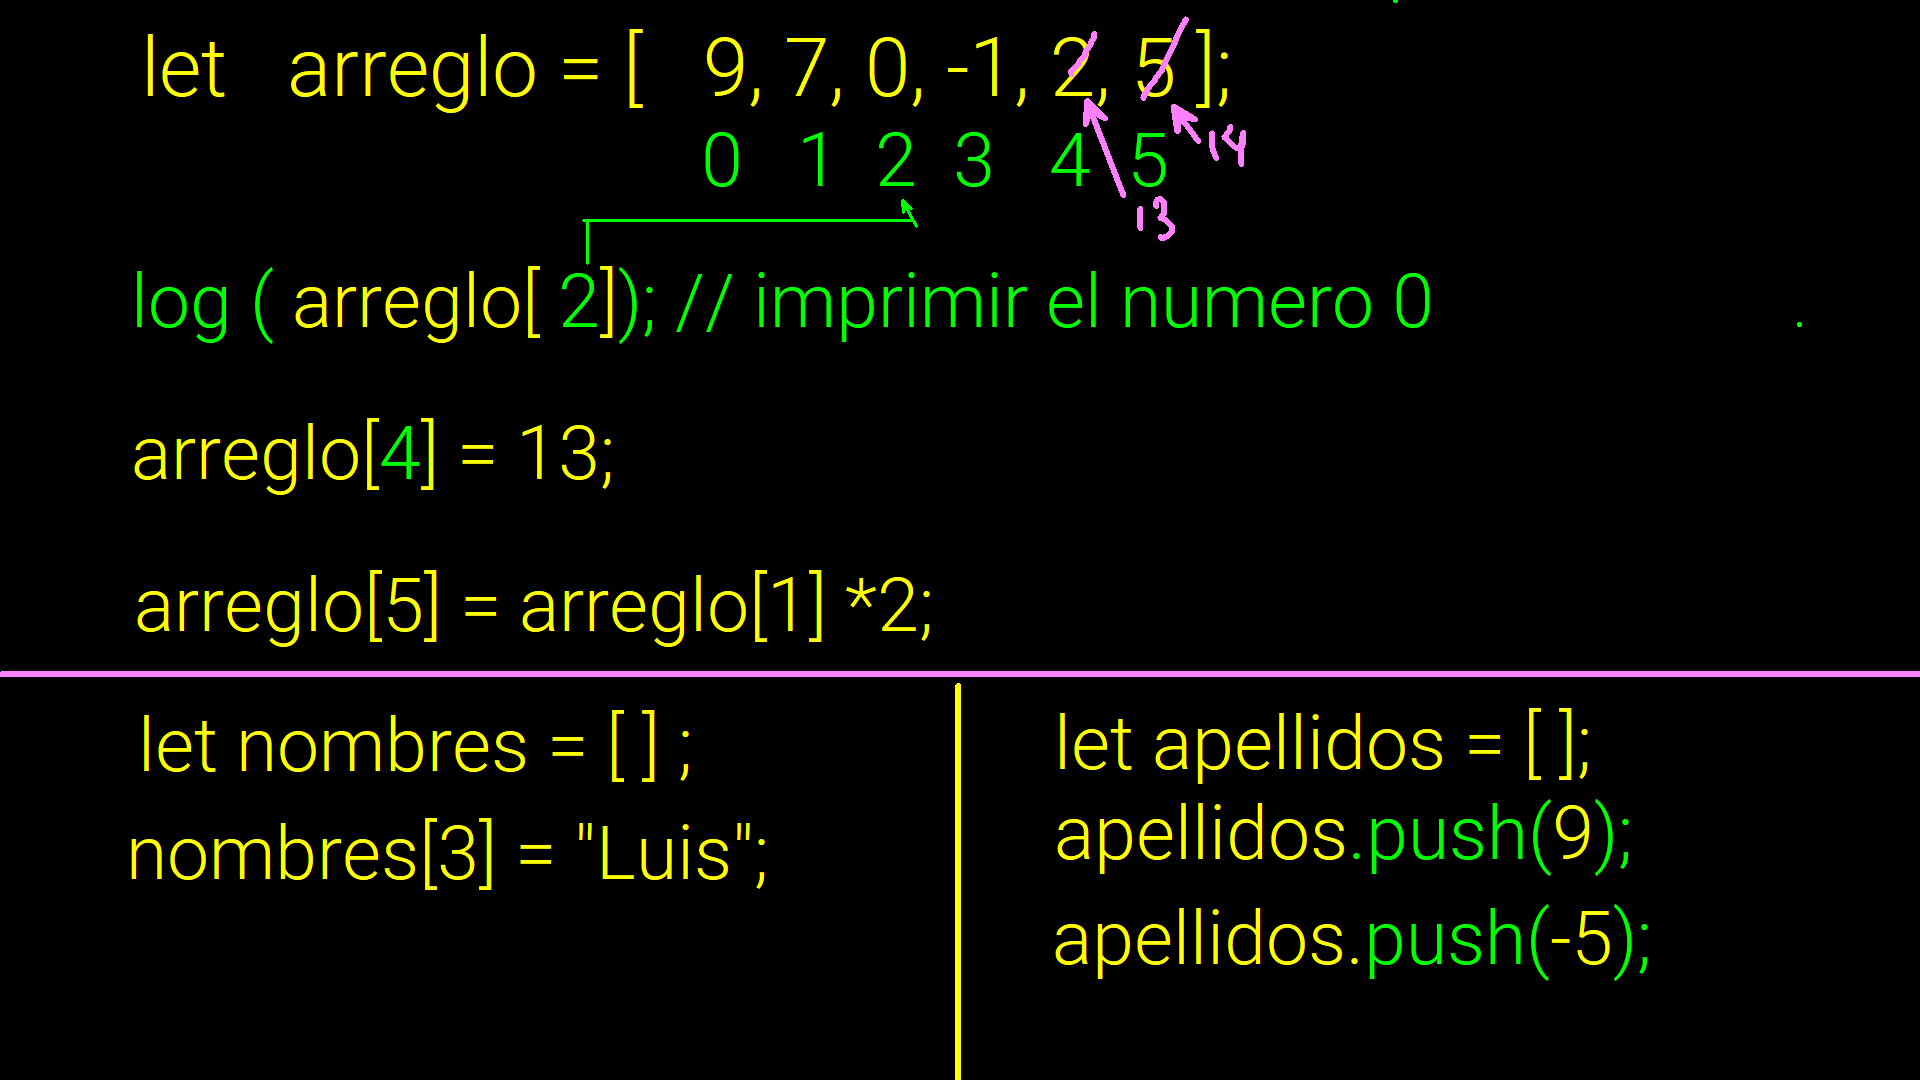 let arreglo = [ 9, 7, 0, -1, 2, 5 ];
0 1 2 3 4 5
14
13
log ( arreglo[ 2]); // imprimir el numero 0
arreglo[4] = 13;
arreglo[5] = arreglo[1] *2;
let nombres = [ ] ;
nombres[3] = "Luis";
let apellidos = [ ];
apellidos.push(9);
apellidos.push(-5);